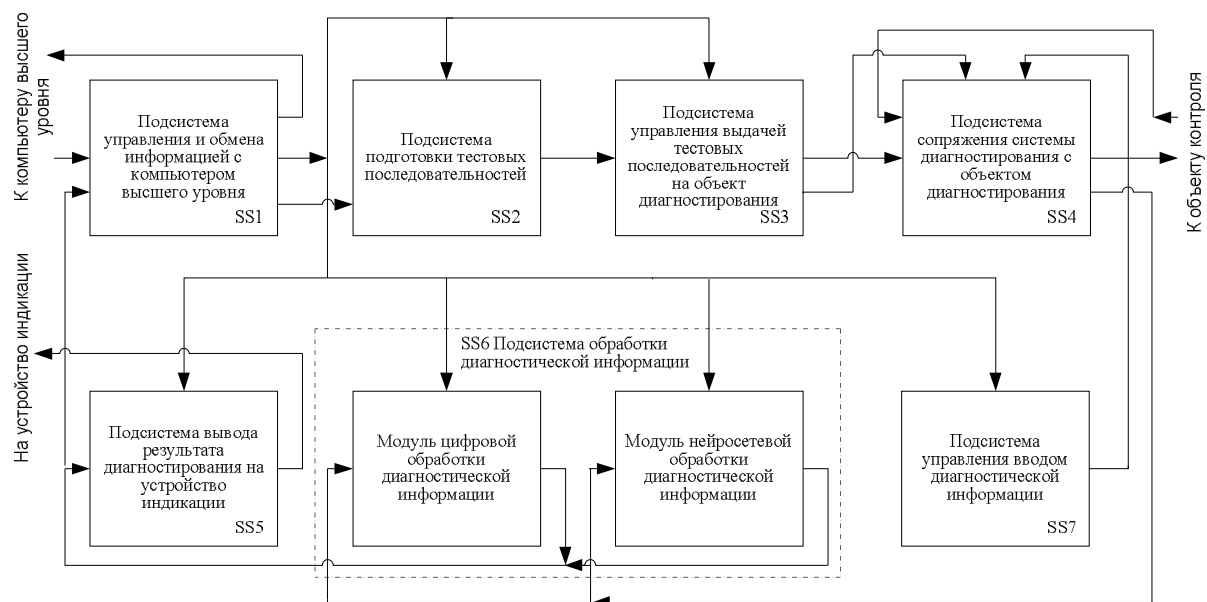 К компьютеру высшего
уровня
Подсистема
управления и обмена
информацией с
компьютером
высшего уровня
SS1
Подсистема
подготовки тестовых
последовательностей
SS2
Подсистема
управления выдачей
тестовых
последовательностей
на объект
диагностирования
SS3
Подсистема
сопряжения системы
диагностирования с
объектом
диагностирования
SS4
К объекту контроля
На устройство индикации
SS6 Подсистема обработки
диагностической информации
Подсистема вывода
результата
диагностирования на
устройство
индикации
SS5
Модуль цифровой
обработки
диагностической
информации
Модуль нейросетевой
обработки
диагностической
информации
Подсистема
управления вводом
диагностической
информации
SS7